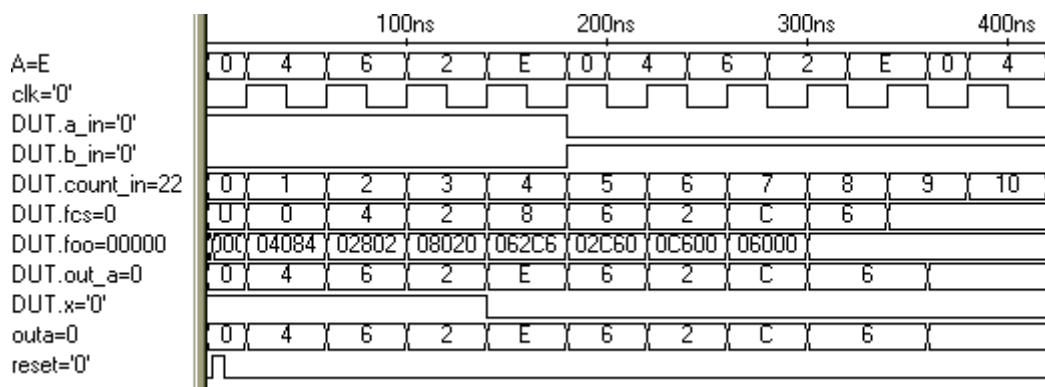 100ns 200ns 300ns 400ns
A=E 0 4 6 2 E 0 4 6 2 E 0 4
clk='0'
DUT.a_in='0'
DUT.b_in='0'
DUT.count_in=22 0 1 2 3 4 5 6 7 8 9 10
DUT.fcs=0 U 0 4 2 8 6 2 C 6
DUT.foo=00000 000 04084 02802 08020 062C6 02C60 0C600 06000
DUT.out_a=0 0 4 6 2 E 6 2 C 6
DUT.x='0'
outa=0 0 4 6 2 E 6 2 C 6
reset='0'